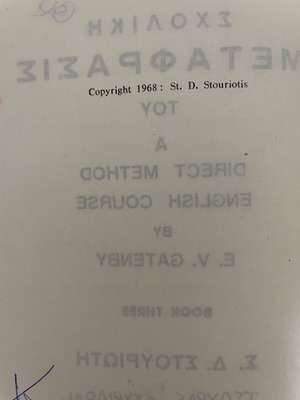 ΣΧΟΛΙΚΗ
ΜΕΤΑΦΡΑΣΙΣ
Copyright 1968: St. D. Stouriotis
ΤΟΥ
A
DIRECT METHOD
ENGLISH COURSE
BY
E. V. GATENBY
BOOK THREE
Σ. Δ. ΣΤΟΥΡΙΩΤΗ